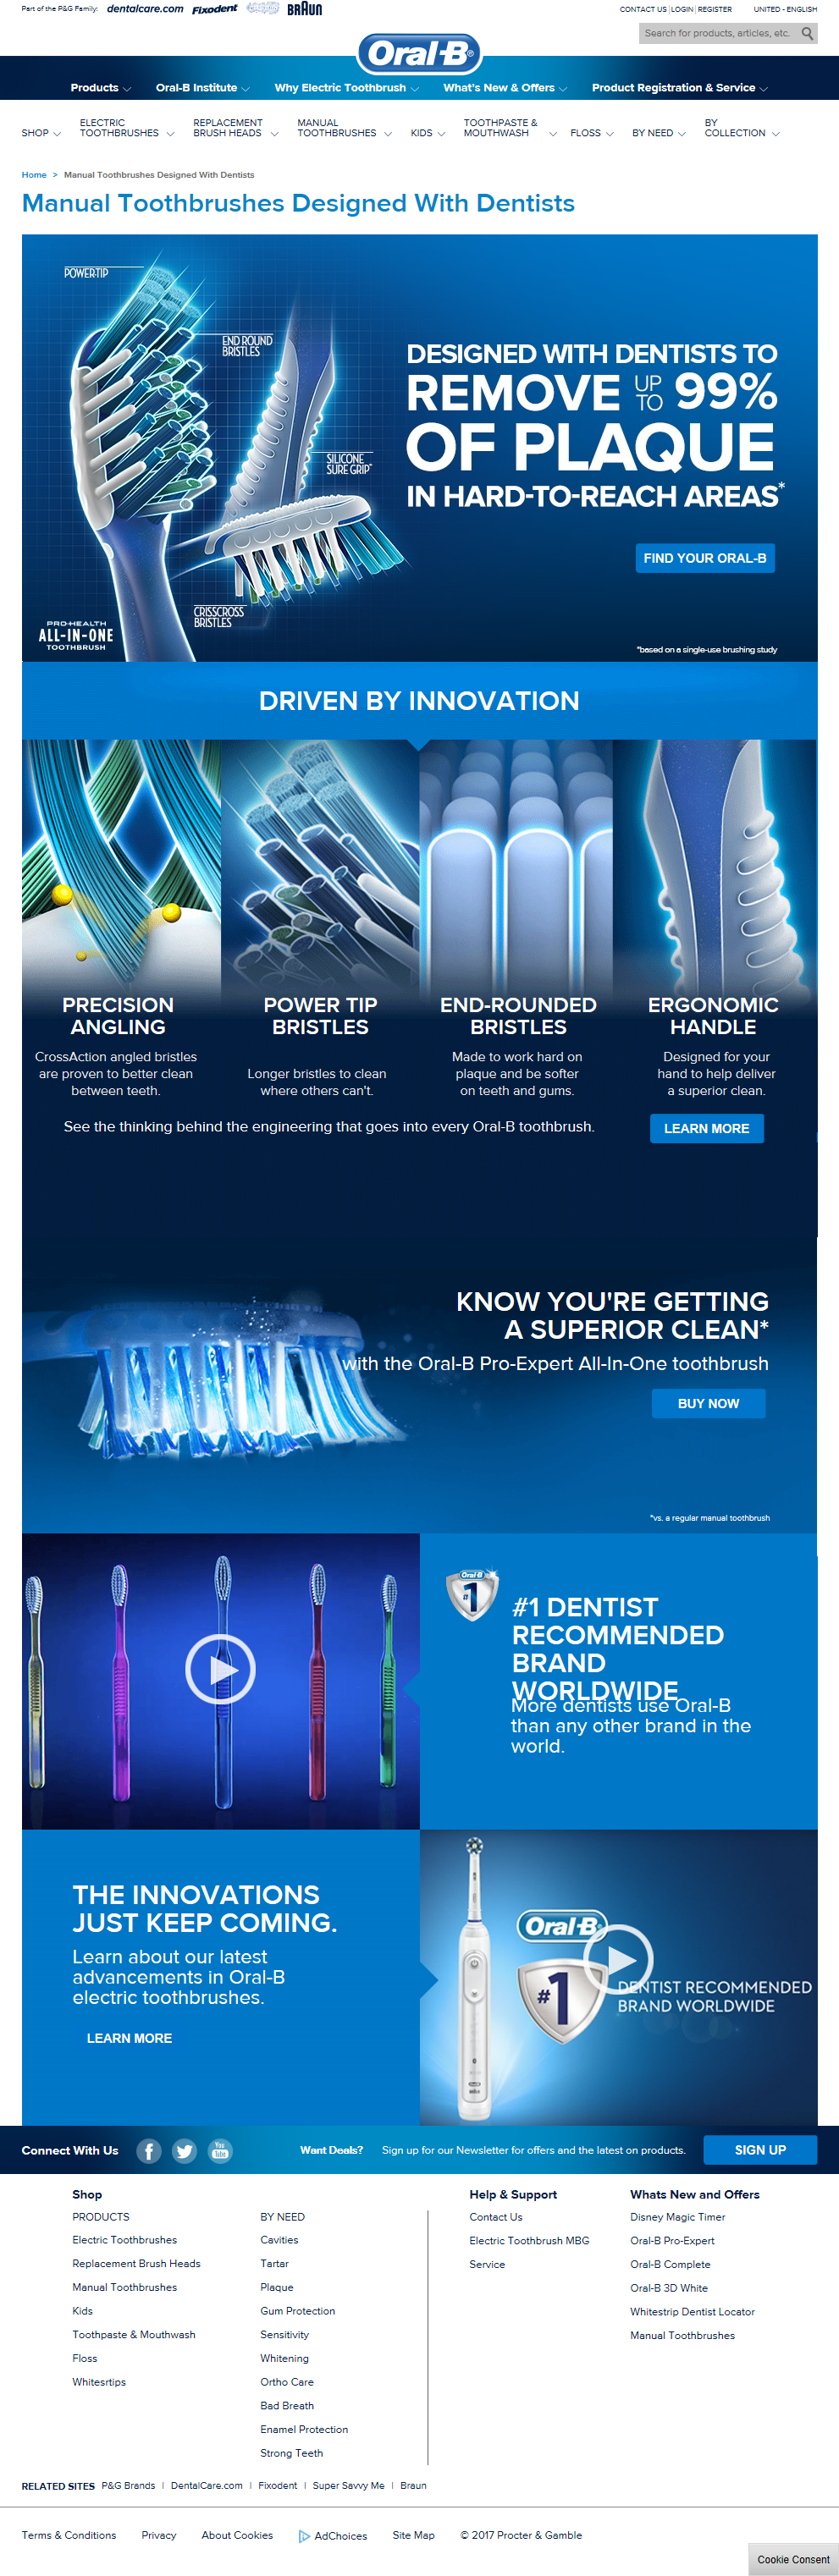 Part of the P&G Family: dentalcare.com Fixodent BRAUN
CONTACT US | LOGIN | REGISTER UNITED - ENGLISH
Search for products, articles, etc.
Oral-B®
Products Oral-B Institute Why Electric Toothbrush What's New & Offers Product Registration & Service
SHOP
ELECTRIC
TOOTHBRUSHES
REPLACEMENT
BRUSH HEADS
MANUAL
TOOTHBRUSHES
KIDS
TOOTHPASTE &
MOUTHWASH
FLOSS
BY NEED
BY
COLLECTION
Home > Manual Toothbrushes Designed With Dentists
Manual Toothbrushes Designed With Dentists
POWER-TIP
END ROUND
BRISTLES
SILICONE
SURE GRIP
CRISSCROSS
BRISTLES
PRO-HEALTH
ALL-IN-ONE
TOOTHBRUSH
DESIGNED WITH DENTISTS TO
REMOVE UP TO 99%
OF PLAQUE
IN HARD-TO-REACH AREAS*
FIND YOUR ORAL-B
*based on a single-use brushing study
DRIVEN BY INNOVATION
PRECISION
ANGLING
CrossAction angled bristles
are proven to better clean
between teeth.
POWER TIP
BRISTLES
Longer bristles to clean
where others can't.
END-ROUNDED
BRISTLES
Made to work hard on
plaque and be softer
on teeth and gums.
ERGONOMIC
HANDLE
Designed for your
hand to help deliver
a superior clean.
See the thinking behind the engineering that goes into every Oral-B toothbrush.
LEARN MORE
KNOW YOU'RE GETTING
A SUPERIOR CLEAN*
with the Oral-B Pro-Expert All-In-One toothbrush
BUY NOW
*vs. a regular manual toothbrush
Oral-B
#1
#1 DENTIST
RECOMMENDED
BRAND
WORLDWIDE
More dentists use Oral-B
than any other brand in the
world.
THE INNOVATIONS
JUST KEEP COMING.
Learn about our latest
advancements in Oral-B
electric toothbrushes.
LEARN MORE
Oral-B
#1
DENTIST RECOMMENDED
BRAND WORLDWIDE
Connect With Us
You
Tube
Want Deals? Sign up for our Newsletter for offers and the latest on products.
SIGN UP
Shop
PRODUCTS
Electric Toothbrushes
Replacement Brush Heads
Manual Toothbrushes
Kids
Toothpaste & Mouthwash
Floss
Whitesrtips
BY NEED
Cavities
Tartar
Plaque
Gum Protection
Sensitivity
Whitening
Ortho Care
Bad Breath
Enamel Protection
Strong Teeth
Help & Support
Contact Us
Electric Toothbrush MBG
Service
Whats New and Offers
Disney Magic Timer
Oral-B Pro-Expert
Oral-B Complete
Oral-B 3D White
Whitestrip Dentist Locator
Manual Toothbrushes
RELATED SITES P&G Brands | DentalCare.com | Fixodent | Super Savvy Me | Braun
Terms & Conditions Privacy About Cookies AdChoices Site Map © 2017 Procter & Gamble
Cookie Consent